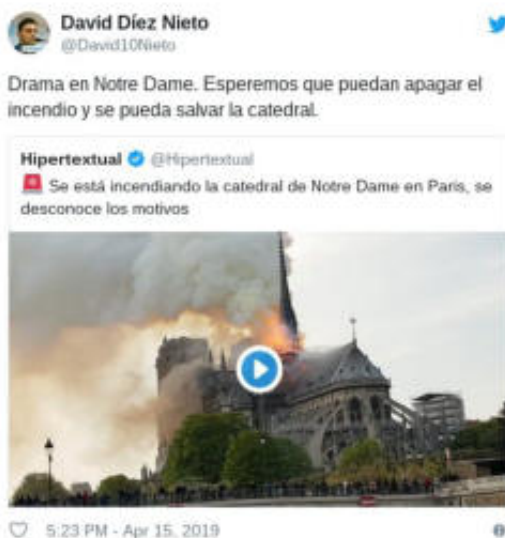 David Díez Nieto
@David10Nieto
Drama en Notre Dame. Esperemos que puedan apagar el
incendio y se pueda salvar la catedral.
Hipertextual @Hipertextual
Se está incendiando la catedral de Notre Dame en Paris, se
desconoce los motivos
5:23 PM - Apr 15, 2019